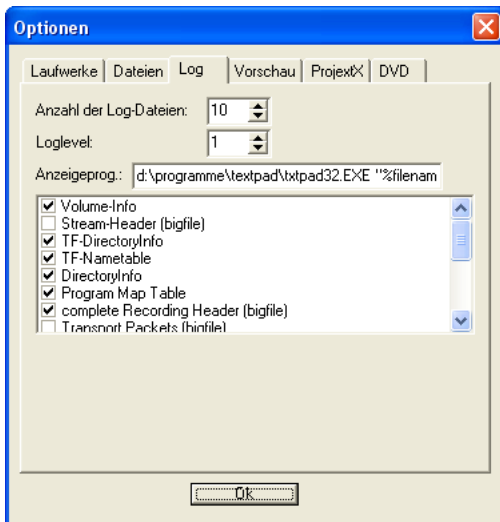 Optionen
Laufwerke Dateien Log Vorschau ProjektX DVD
Anzahl der Log-Dateien: 10
Loglevel: 1
Anzeigeprog.: d:\programme\textpad\txtpad32.EXE "%filenam
Volume-Info
Stream-Header (bigfile)
TF-DirectoryInfo
TF-Nametable
DirectoryInfo
Program Map Table
complete Recording Header (bigfile)
Transport Packets (bigfile)
Ok